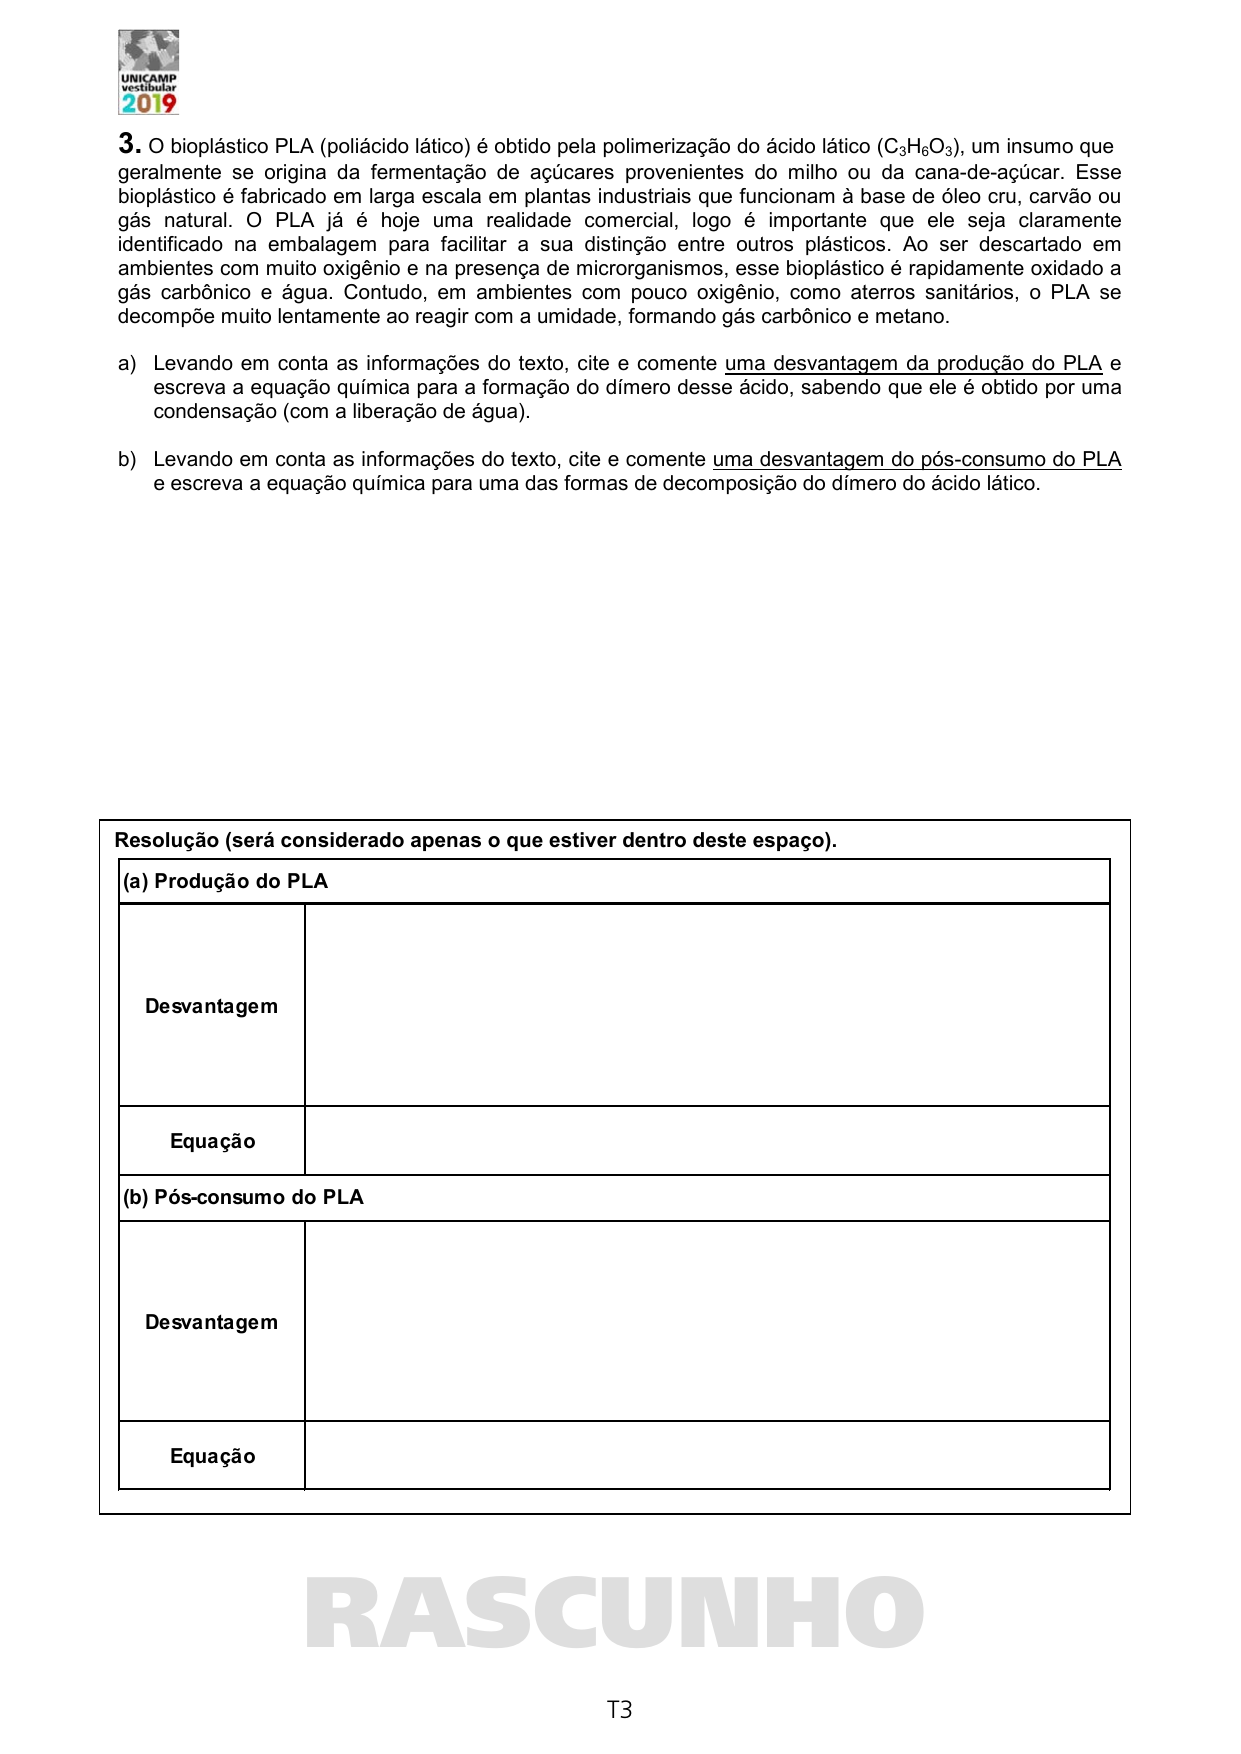 UNICAMP
vestibular
2019
3. O bioplástico PLA (poliácido lático) é obtido pela polimerização do ácido lático (C₃H₆O₃), um insumo que
geralmente se origina da fermentação de açúcares provenientes do milho ou da cana-de-açúcar. Esse
bioplástico é fabricado em larga escala em plantas industriais que funcionam à base de óleo cru, carvão ou
gás natural. O PLA já é hoje uma realidade comercial, logo é importante que ele seja claramente
identificado na embalagem para facilitar a sua distinção entre outros plásticos. Ao ser descartado em
ambientes com muito oxigênio e na presença de microrganismos, esse bioplástico é rapidamente oxidado a
gás carbônico e água. Contudo, em ambientes com pouco oxigênio, como aterros sanitários, o PLA se
decompõe muito lentamente ao reagir com a umidade, formando gás carbônico e metano.
a) Levando em conta as informações do texto, cite e comente uma desvantagem da produção do PLA e
escreva a equação química para a formação do dímero desse ácido, sabendo que ele é obtido por uma
condensação (com a liberação de água).
b) Levando em conta as informações do texto, cite e comente uma desvantagem do pós-consumo do PLA
e escreva a equação química para uma das formas de decomposição do dímero do ácido lático.
Resolução (será considerado apenas o que estiver dentro deste espaço).
(a) Produção do PLA
Desvantagem
Equação
(b) Pós-consumo do PLA
Desvantagem
Equação
RASCUNHO
T3